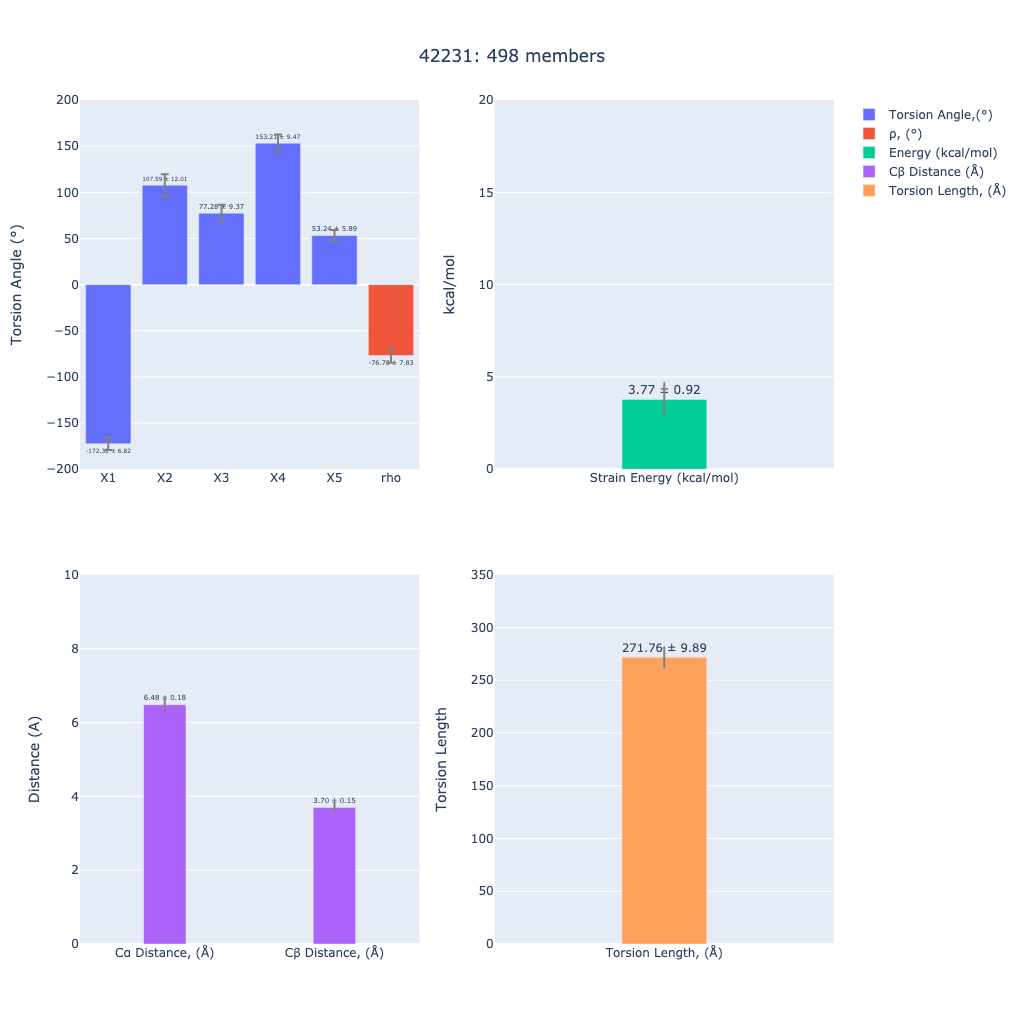 42231: 498 members
Torsion Angle (°)
200
150
100
50
0
−50
−100
−150
−200
107.59 ± 12.01
77.28 ± 9.37
153.21 ± 9.47
53.24 ± 5.89
-76.78 ± 7.83
-172.32 ± 6.82
X1 X2 X3 X4 X5 rho
kcal/mol
20
15
10
5
0
3.77 ± 0.92
Strain Energy (kcal/mol)
Torsion Angle,(°)
ρ, (°)
Energy (kcal/mol)
Cβ Distance (Å)
Torsion Length, (Å)
Distance (A)
10
8
6
4
2
0
6.48 ± 0.18
3.70 ± 0.15
Cα Distance, (Å) Cβ Distance, (Å)
Torsion Length
350
300
250
200
150
100
50
0
271.76 ± 9.89
Torsion Length, (Å)